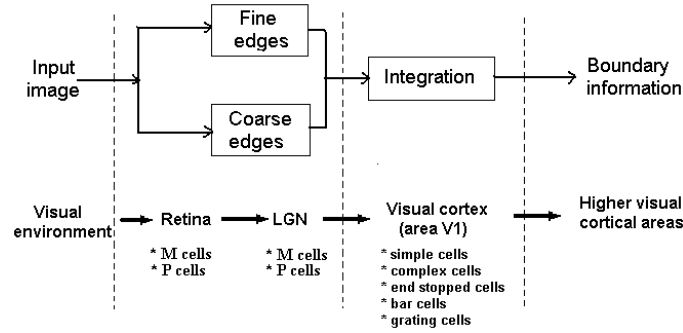 Input
image
Fine
edges
Coarse
edges
Integration
Boundary
information
Visual
environment
Retina
* M cells
* P cells
LGN
* M cells
* P cells
Visual cortex
(area V1)
* simple cells
* complex cells
* end stopped cells
* bar cells
* grating cells
Higher visual
cortical areas